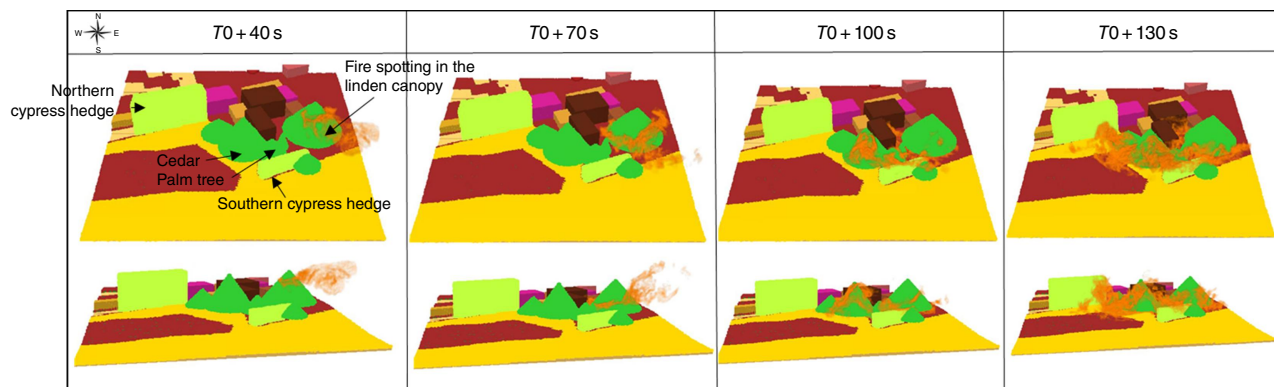 N
W E
S
T0 + 40 s
T0 + 70 s
T0 + 100 s
T0 + 130 s
Fire spotting in the
linden canopy
Northern
cypress hedge
Cedar
Palm tree
Southern cypress hedge